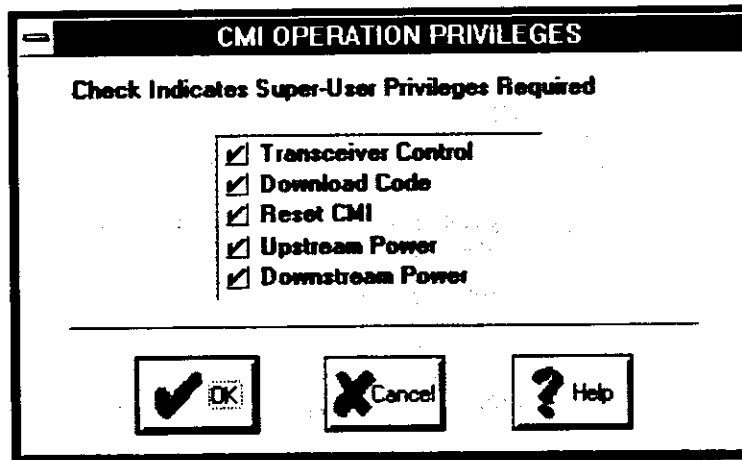 CMI OPERATION PRIVILEGES
Check Indicates Super-User Privileges Required
Transceiver Control
Download Code
Reset CMI
Upstream Power
Downstream Power
OK
Cancel
Help